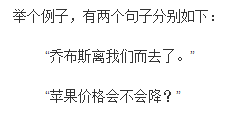 举个例子，有两个句子分别如下：
“乔布斯离我们而去了。”
“苹果价格会不会降？”